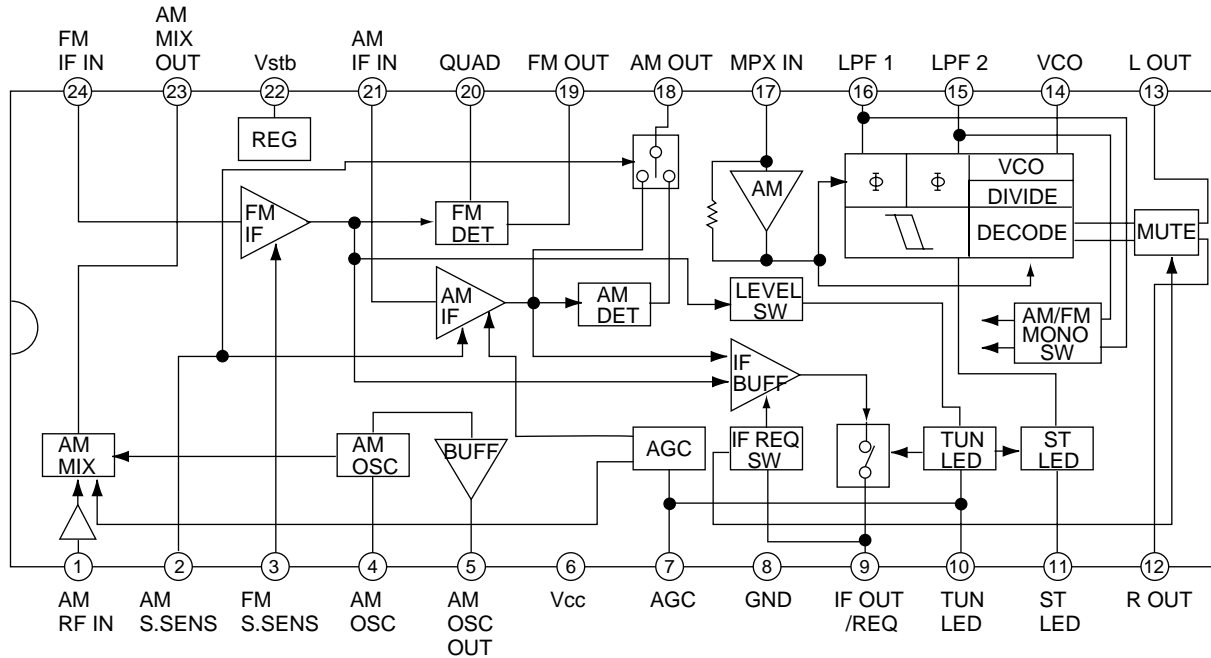 FM
IF IN
AM
MIX
OUT
Vstb
AM
IF IN
QUAD
FM OUT
AM OUT
MPX IN
LPF 1
LPF 2
VCO
L OUT
24
23
22
21
20
19
18
17
16
15
14
13
REG
FM
IF
FM
DET
AM
Φ
Φ
VCO
DIVIDE
DECODE
MUTE
AM
IF
AM
DET
LEVEL
SW
AM/FM
MONO
SW
IF
BUFF
AM
MIX
AM
OSC
BUFF
AGC
IF REQ
SW
TUN
LED
ST
LED
1
2
3
4
5
6
7
8
9
10
11
12
AM
RF IN
AM
S.SENS
FM
S.SENS
AM
OSC
AM
OSC
OUT
Vcc
AGC
GND
IF OUT
/REQ
TUN
LED
ST
LED
R OUT